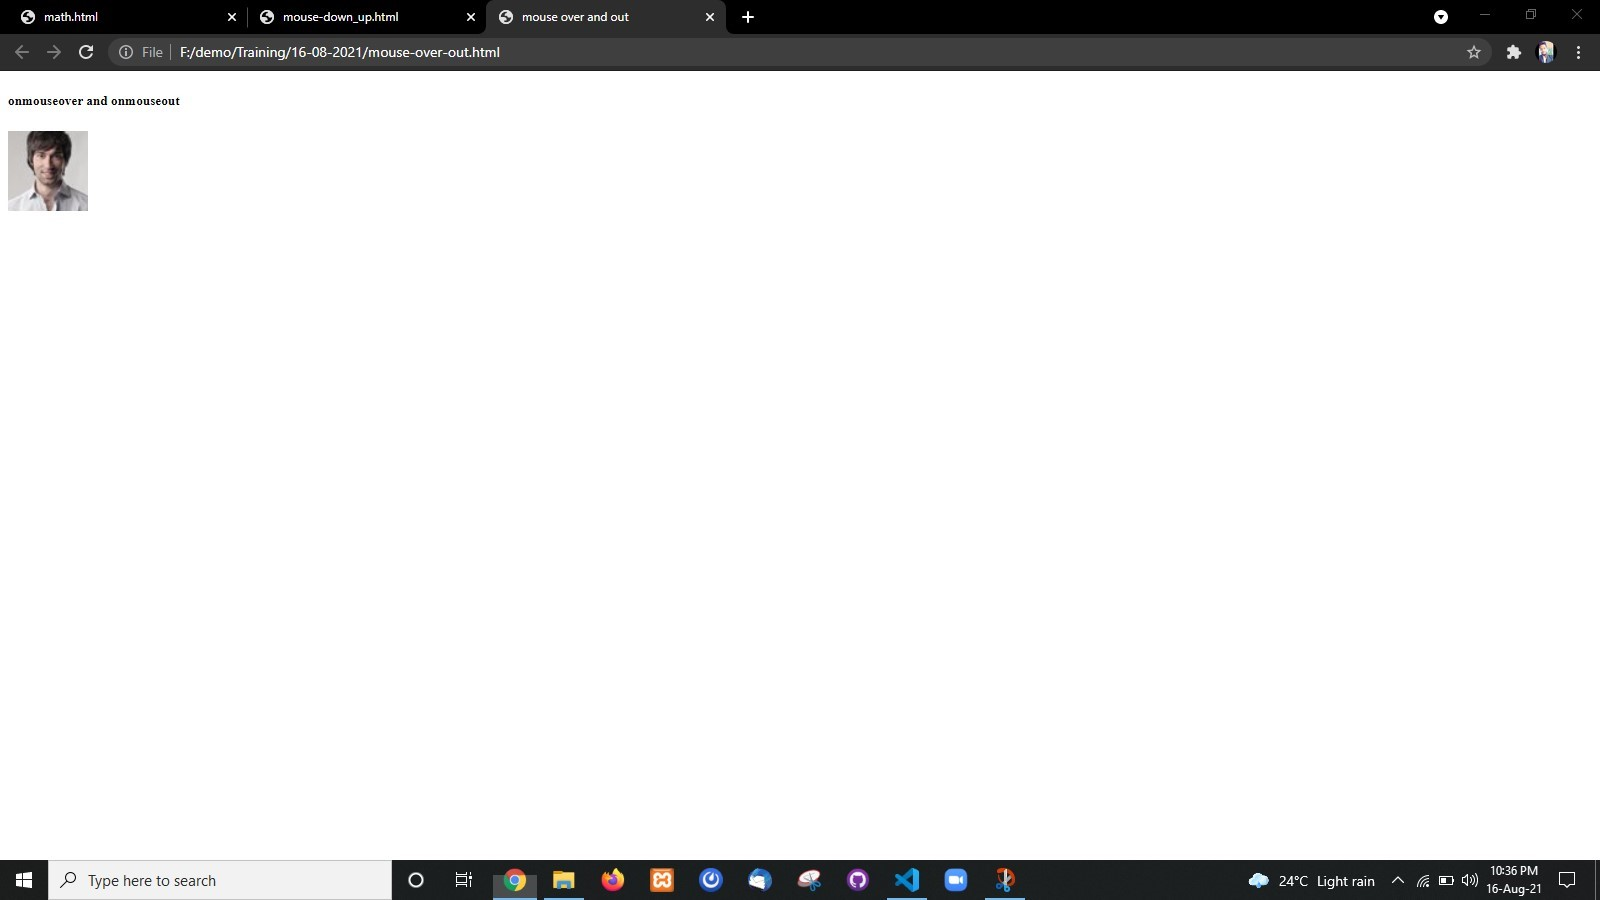 math.html
mouse-down_up.html
mouse over and out
File
F:/demo/Training/16-08-2021/mouse-over-out.html
onmouseover and onmouseout
Type here to search
24°C Light rain
10:36 PM
16-Aug-21